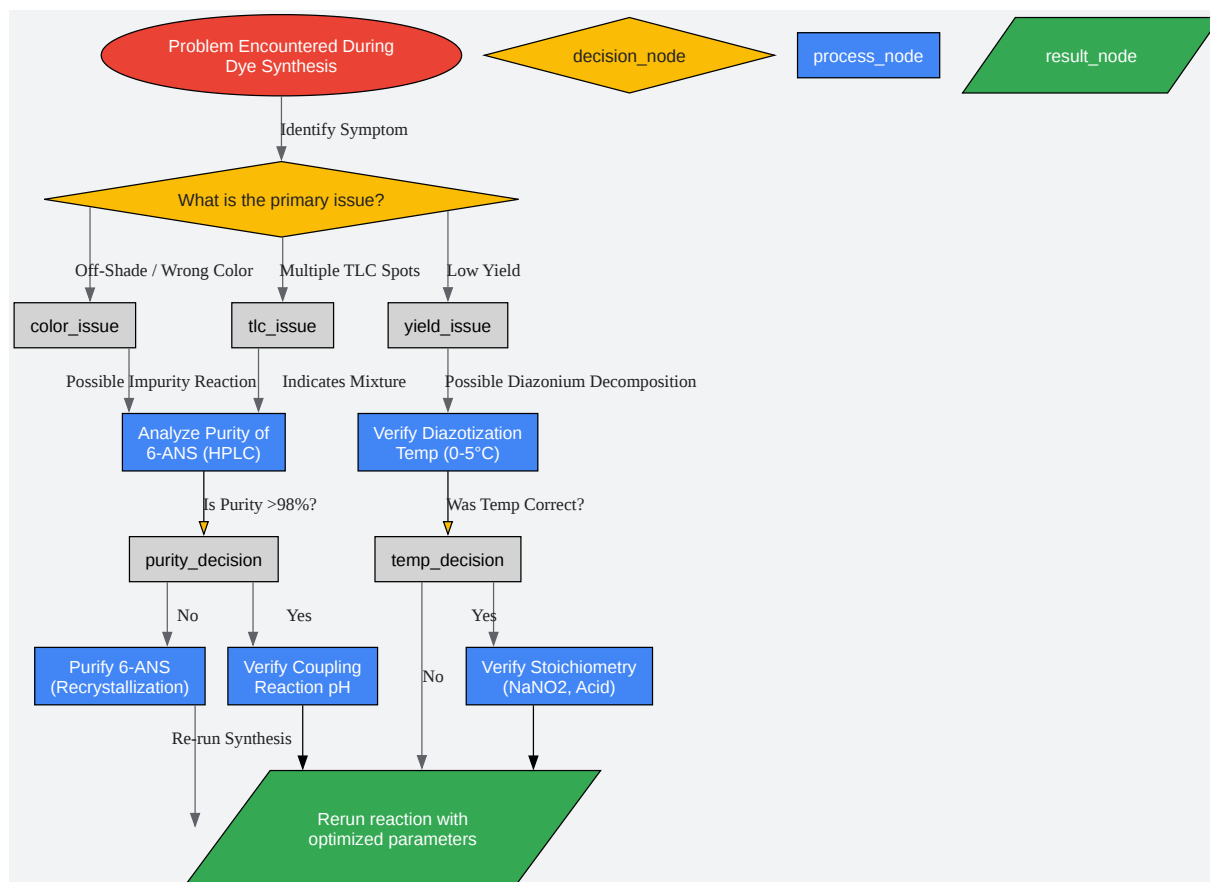 Problem Encountered During
Dye Synthesis
decision_node
process_node
result_node
Identify Symptom
What is the primary issue?
Off-Shade / Wrong Color
Multiple TLC Spots
Low Yield
color_issue
tlc_issue
yield_issue
Possible Impurity Reaction
Indicates Mixture
Possible Diazonium Decomposition
Analyze Purity of
6-ANS (HPLC)
Verify Diazotization
Temp (0-5°C)
Is Purity >98%?
Was Temp Correct?
purity_decision
temp_decision
No
Yes
Yes
Purify 6-ANS
(Recrystallization)
Verify Coupling
Reaction pH
No
Verify Stoichiometry
(NaNO2, Acid)
Re-run Synthesis
Rerun reaction with
optimized parameters